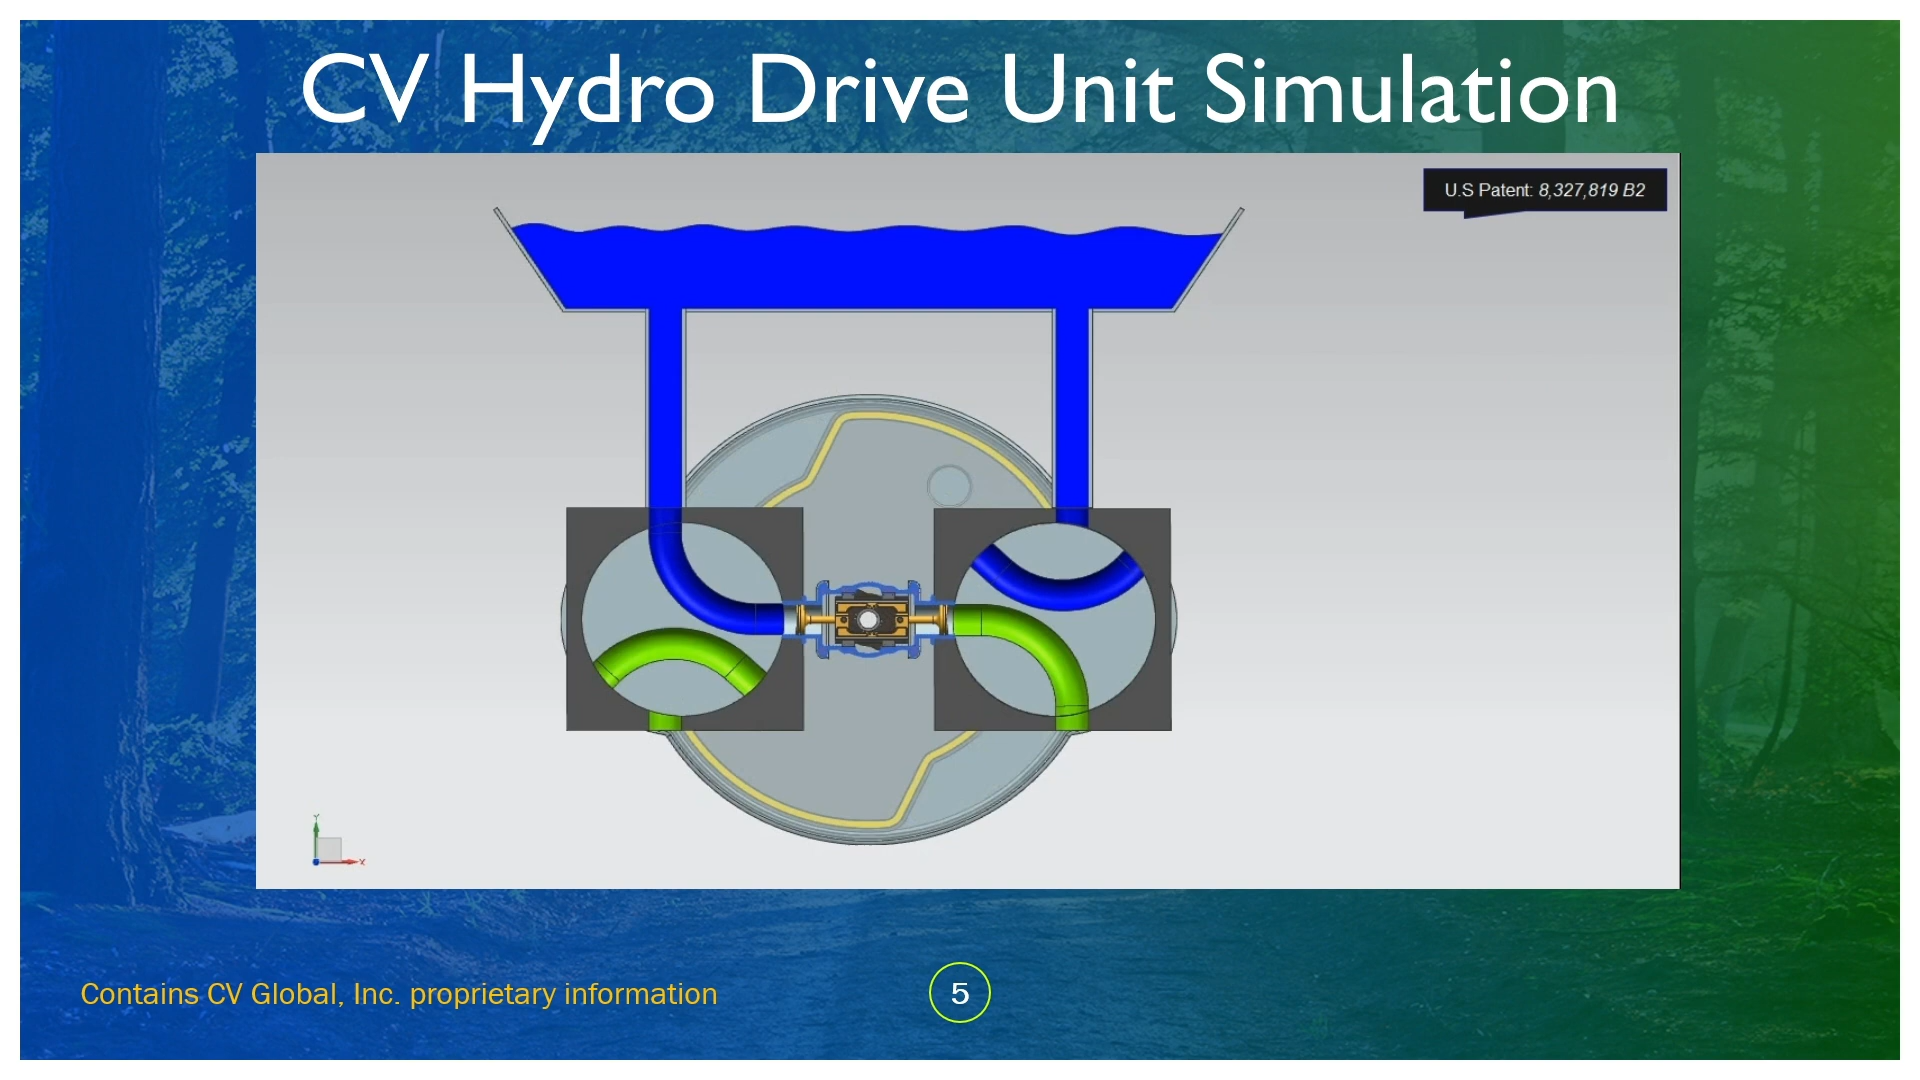 CV Hydro Drive Unit Simulation
U.S Patent: 8,327,819 B2
Y
X
Contains CV Global, Inc. proprietary information
5